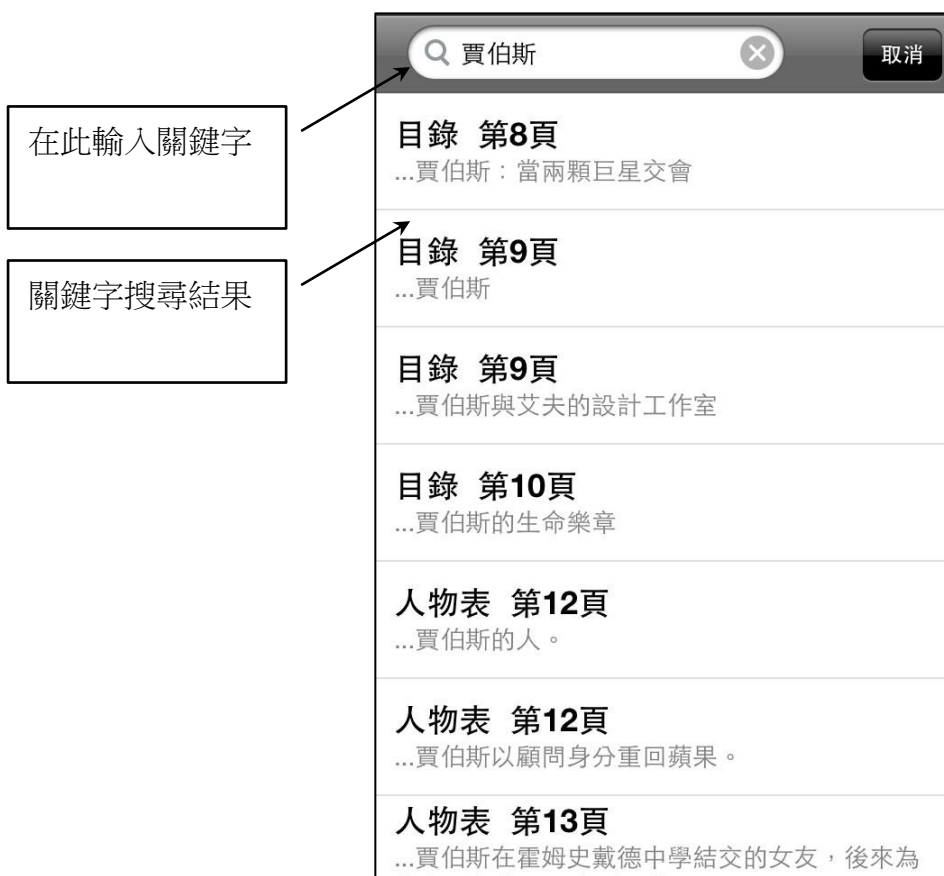 賈伯斯
取消
在此輸入關鍵字
關鍵字搜尋結果
目錄 第8頁
...賈伯斯：當兩顆巨星交會
目錄 第9頁
...賈伯斯
目錄 第9頁
...賈伯斯與艾夫的設計工作室
目錄 第10頁
...賈伯斯的生命樂章
人物表 第12頁
...賈伯斯的人。
人物表 第12頁
...賈伯斯以顧問身分重回蘋果。
人物表 第13頁
...賈伯斯在霍姆史戴德中學結交的女友，後來為